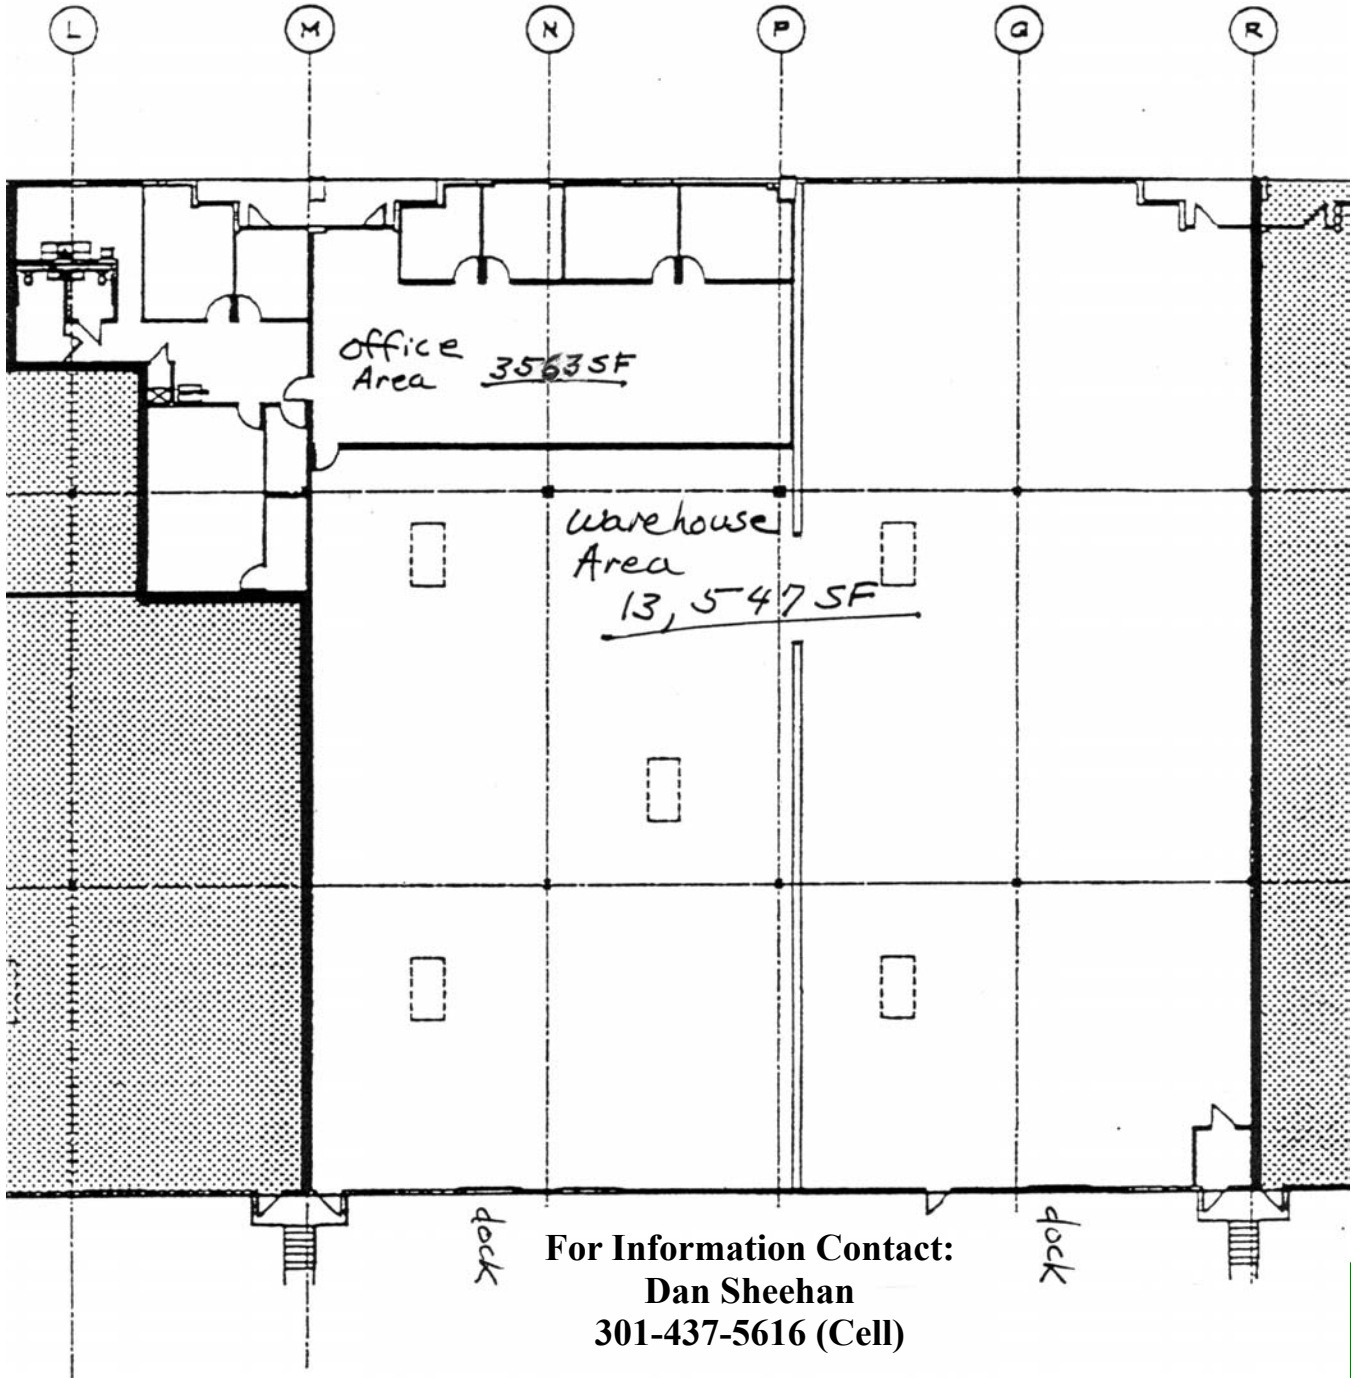 L M N P Q R
office
Area 3563 SF
warehouse
Area
13,547 SF
dock dock
For Information Contact:
Dan Sheehan
301-437-5616 (Cell)